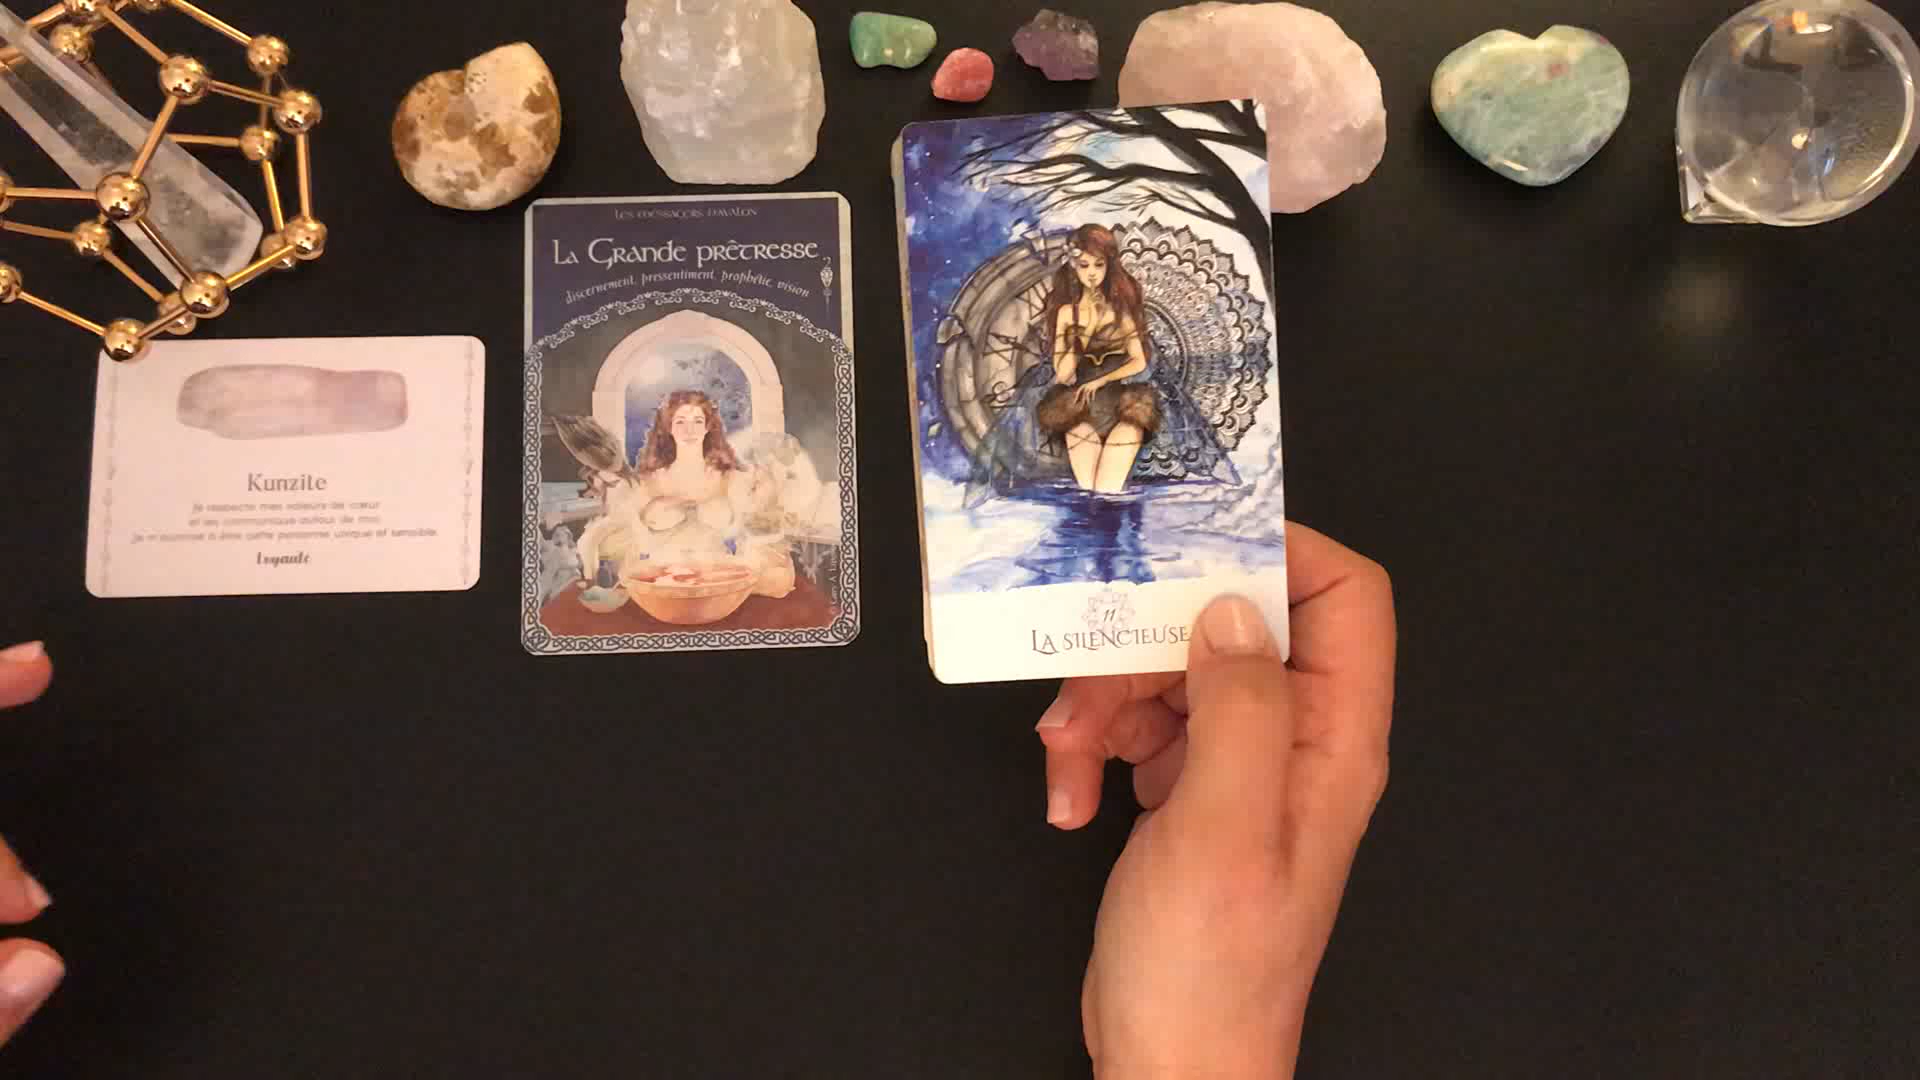 Kunzite
Je respecte mes valeurs de cœur
et les communique autour de moi.
Je m'autorise à être cette personne unique et sensible.
Loyauté
Les messagers d'Avalon
La Grande prêtresse
discernement, pressentiment, prophétie, vision
11
La silencieuse